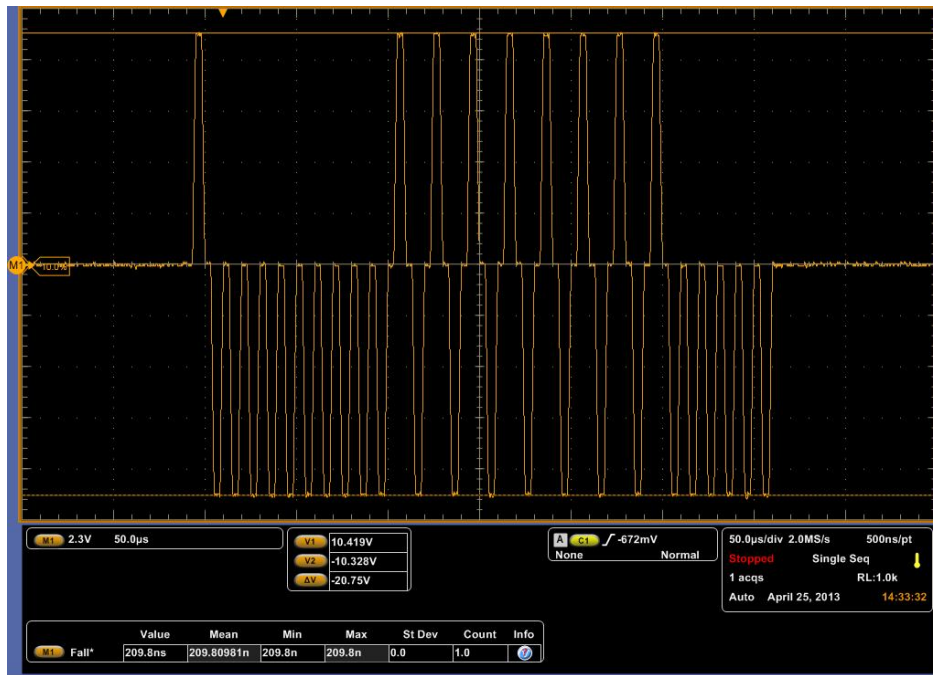 M1 10.0%
M1 2.3V 50.0µs
V1 10.419V
V2 -10.328V
ΔV -20.75V
A C1 -672mV
None Normal
50.0µs/div 2.0MS/s 500ns/pt
Stopped Single Seq
1 acqs RL:1.0k
Auto April 25, 2013 14:33:32
Value Mean Min Max St Dev Count Info
M1 Fall* 209.8ns 209.80981n 209.8n 209.8n 0.0 1.0